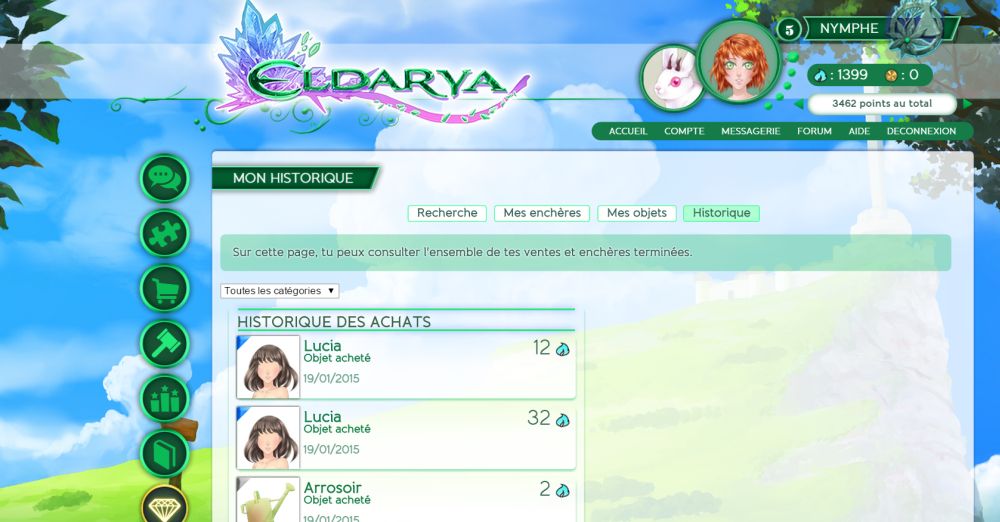 ELDARYA
5 NYMPHE
: 1399 : 0
3462 points au total
ACCUEIL COMPTE MESSAGERIE FORUM AIDE DECONNEXION
MON HISTORIQUE
Recherche Mes enchères Mes objets Historique
Sur cette page, tu peux consulter l'ensemble de tes ventes et enchères terminées.
Toutes les catégories
HISTORIQUE DES ACHATS
Lucia 12
Objet acheté
19/01/2015
Lucia 32
Objet acheté
19/01/2015
Arrosoir 2
Objet acheté
19/01/2015